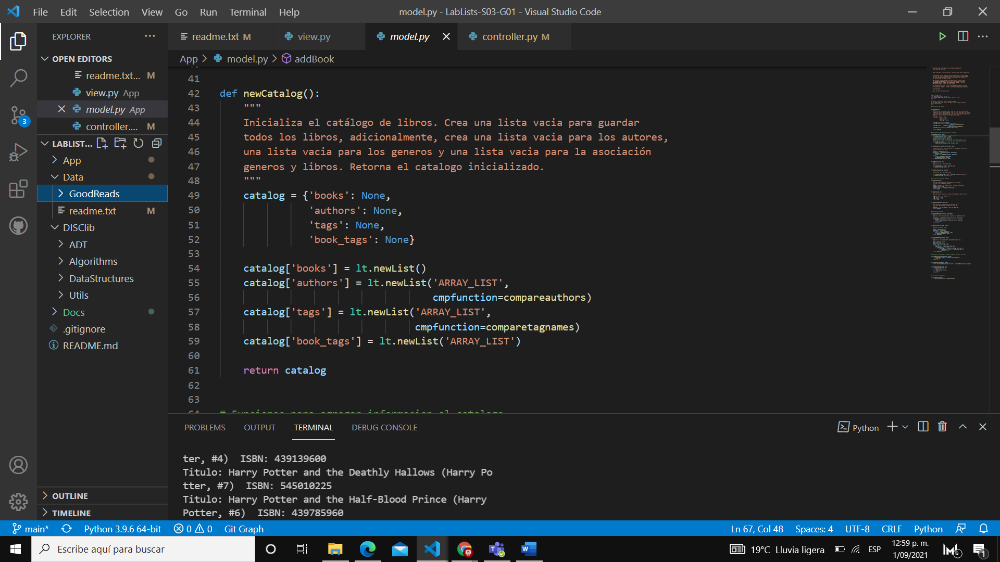 File Edit Selection View Go Run Terminal Help
model.py - LabLists-S03-G01 - Visual Studio Code
EXPLORER
OPEN EDITORS
readme.txt... M
view.py App
model.py App
controller.... M
LABLIST...
App
Data
GoodReads
readme.txt M
DISClib
ADT
Algorithms
DataStructures
Utils
Docs
.gitignore
README.md
OUTLINE
TIMELINE
3
readme.txt M view.py model.py controller.py M
App > model.py > addBook
41
42 def newCatalog():
43 """
44 Inicializa el catálogo de libros. Crea una lista vacia para guardar
45 todos los libros, adicionalmente, crea una lista vacia para los autores,
46 una lista vacia para los generos y una lista vacia para la asociación
47 generos y libros. Retorna el catalogo inicializado.
48 """
49 catalog = {'books': None,
50 'authors': None,
51 'tags': None,
52 'book_tags': None}
53
54 catalog['books'] = lt.newList()
55 catalog['authors'] = lt.newList('ARRAY_LIST',
56 cmpfunction=compareauthors)
57 catalog['tags'] = lt.newList('ARRAY_LIST',
58 cmpfunction=comparetagnames)
59 catalog['book_tags'] = lt.newList('ARRAY_LIST')
60
61 return catalog
62
63
64 # Funciones para agregar informacion al catalogo
PROBLEMS OUTPUT TERMINAL DEBUG CONSOLE
Python
ter, #4) ISBN: 439139600
Titulo: Harry Potter and the Deathly Hallows (Harry Po
tter, #7) ISBN: 545010225
Titulo: Harry Potter and the Half-Blood Prince (Harry
Potter, #6) ISBN: 439785960
main* Python 3.9.6 64-bit 0 0 Git Graph
Ln 67, Col 48 Spaces: 4 UTF-8 CRLF Python
Escribe aquí para buscar
19°C Lluvia ligera ESP
12:59 p. m.
1/09/2021
1